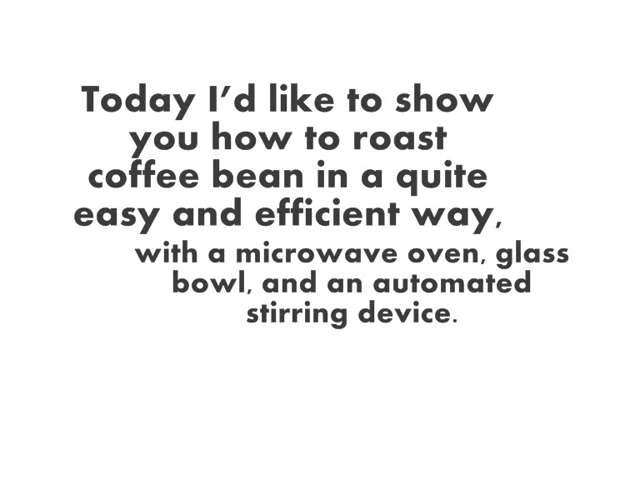 Today I'd like to show
you how to roast
coffee bean in a quite
easy and efficient way,
with a microwave oven, glass
bowl, and an automated
stirring device.